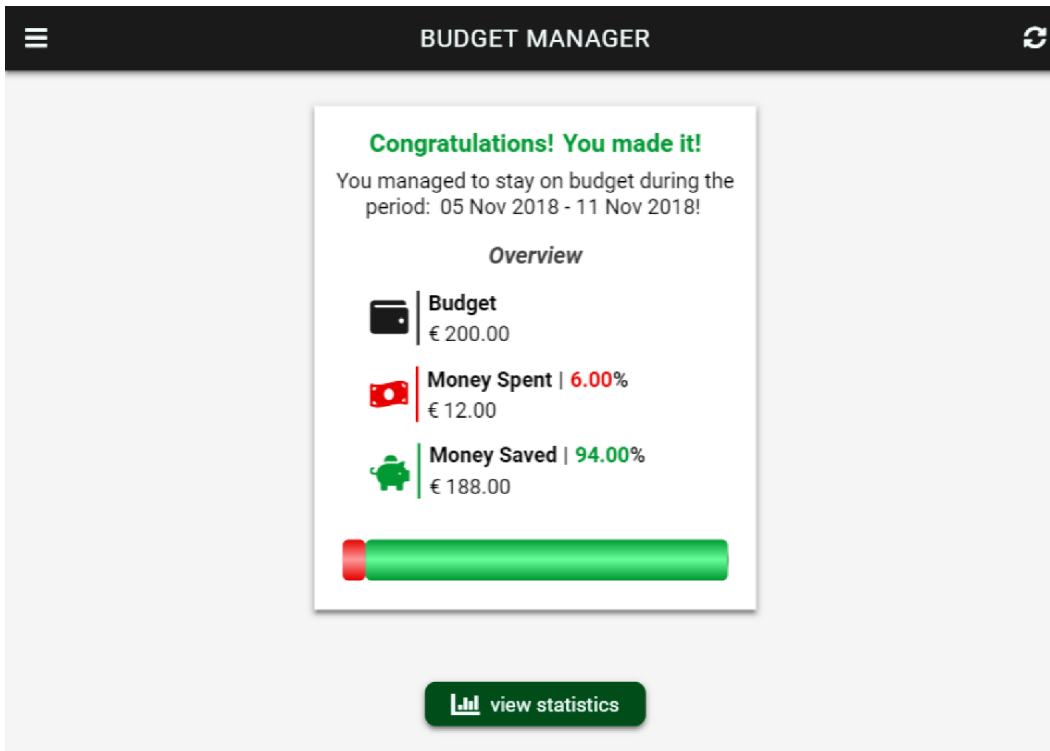 BUDGET MANAGER
Congratulations! You made it!
You managed to stay on budget during the
period: 05 Nov 2018 - 11 Nov 2018!
Overview
Budget
€ 200.00
Money Spent | 6.00%
€ 12.00
Money Saved | 94.00%
€ 188.00
view statistics